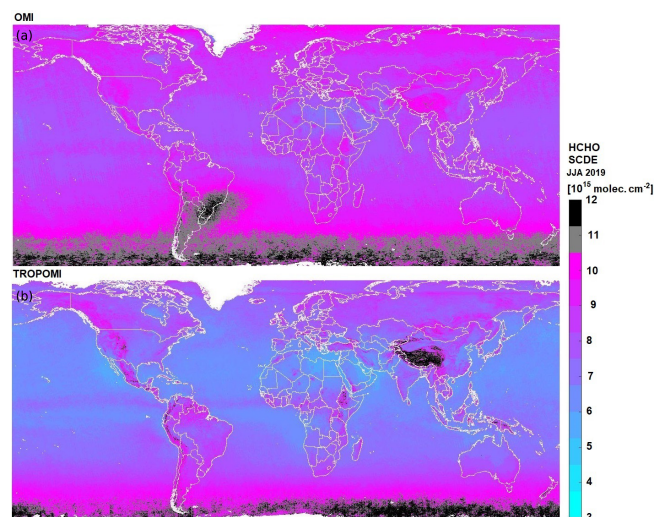 OMI
(a)
HCHO
SCDE
JJA 2019
[10¹⁵ molec. cm⁻²]
12
11
10
9
8
7
6
5
4
3
TROPOMI
(b)